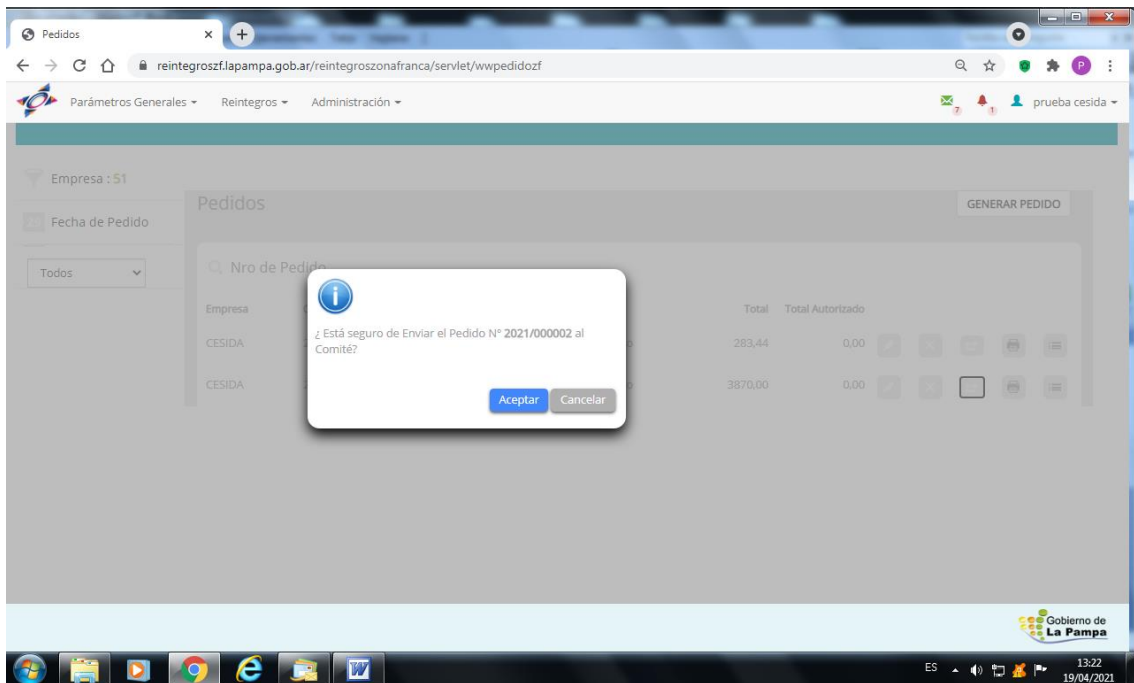 Pedidos
reintegroszf.lapampa.gob.ar/reintegroszonafranca/servlet/wwpedidozf
P
Parámetros Generales Reintegros Administración 7 1 prueba cesida
Empresa : 51
Pedidos GENERAR PEDIDO
Fecha de Pedido
Todos
Nro de Pedido
Empresa Total Total Autorizado
CESIDA 283,44 0,00
CESIDA 3870,00 0,00
¿ Está seguro de Enviar el Pedido N° 2021/000002 al
Comité?
Aceptar Cancelar
Gobierno de
La Pampa
ES 13:22
19/04/2021